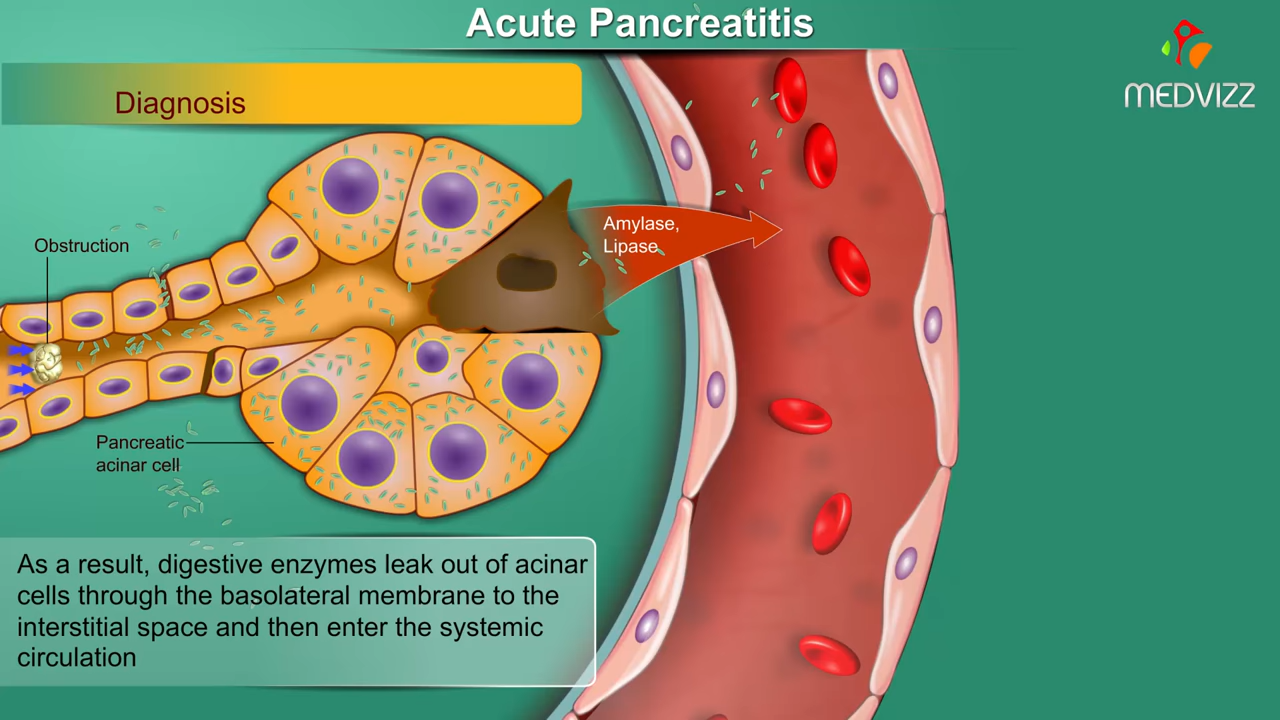 Acute Pancreatitis
MEDVIZZ
Diagnosis
Obstruction
Amylase,
Lipase
Pancreatic
acinar cell
As a result, digestive enzymes leak out of acinar
cells through the basolateral membrane to the
interstitial space and then enter the systemic
circulation